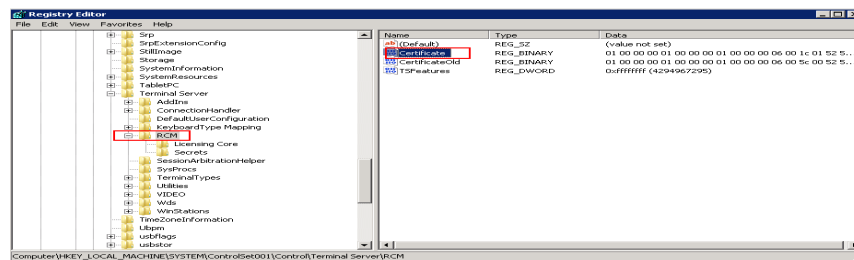 Registry Editor
File Edit View Favorites Help
Srp
SrpExtensionConfig
StillImage
Storage
SystemInformation
SystemResources
TabletPC
Terminal Server
AddIns
ConnectionHandler
DefaultUserConfiguration
KeyboardType Mapping
RCM
Licensing Core
Secrets
SessionArbitrationHelper
SysProcs
TerminalTypes
Utilities
VIDEO
Wds
WinStations
TimeZoneInformation
Ubpm
usbflags
usbstor
Name Type Data
(Default) REG_SZ (value not set)
Certificate REG_BINARY 01 00 00 00 01 00 00 00 01 00 00 00 06 00 1c 01 52 5...
CertificateOld REG_BINARY 01 00 00 00 01 00 00 00 01 00 00 00 06 00 5c 00 52 5...
TSFeatures REG_DWORD 0xffffffff (4294967295)
Computer\HKEY_LOCAL_MACHINE\SYSTEM\ControlSet001\Control\Terminal Server\RCM